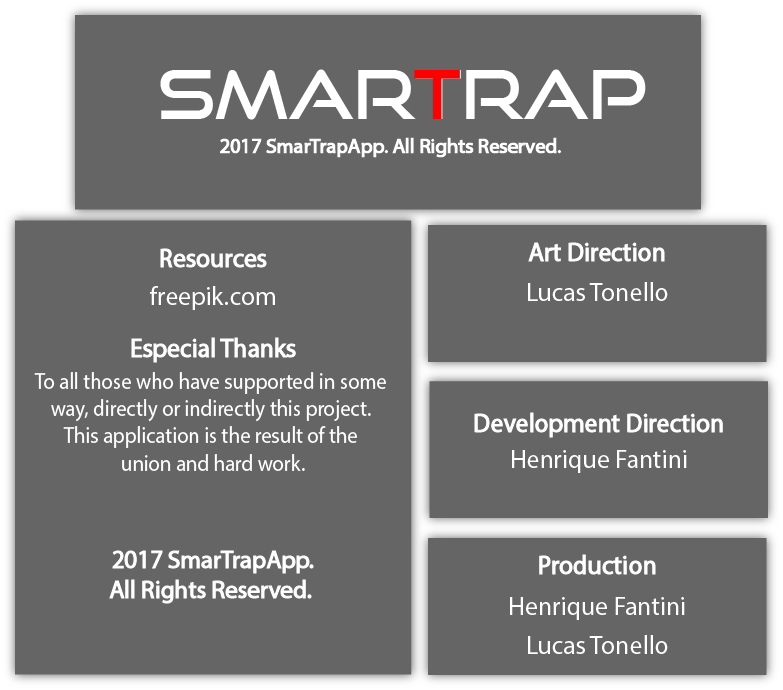 SMARTRAP
2017 SmarTrapApp. All Rights Reserved.
Resources
freepik.com
Especial Thanks
To all those who have supported in some
way, directly or indirectly this project.
This application is the result of the
union and hard work.
2017 SmarTrapApp.
All Rights Reserved.
Art Direction
Lucas Tonello
Development Direction
Henrique Fantini
Production
Henrique Fantini
Lucas Tonello